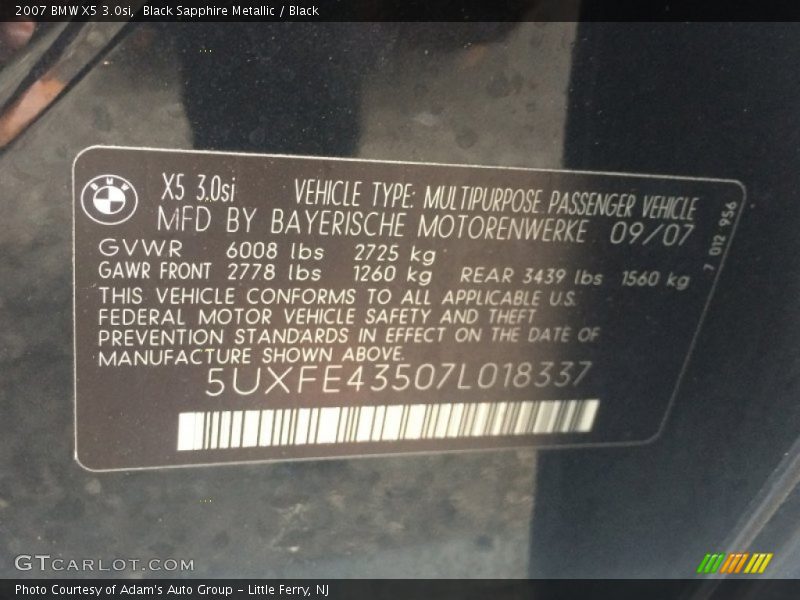 2007 BMW X5 3.0si, Black Sapphire Metallic / Black
BMW
X5 3.0si VEHICLE TYPE: MULTIPURPOSE PASSENGER VEHICLE
MFD BY BAYERISCHE MOTORENWERKE 09/07
GVWR 6008 lbs 2725 kg
GAWR FRONT 2778 lbs 1260 kg REAR 3439 lbs 1560 kg
THIS VEHICLE CONFORMS TO ALL APPLICABLE U.S.
FEDERAL MOTOR VEHICLE SAFETY AND THEFT
PREVENTION STANDARDS IN EFFECT ON THE DATE OF
MANUFACTURE SHOWN ABOVE.
5UXFE43507L018337
7 012 956
GTCARLOT.COM
Photo Courtesy of Adam's Auto Group - Little Ferry, NJ